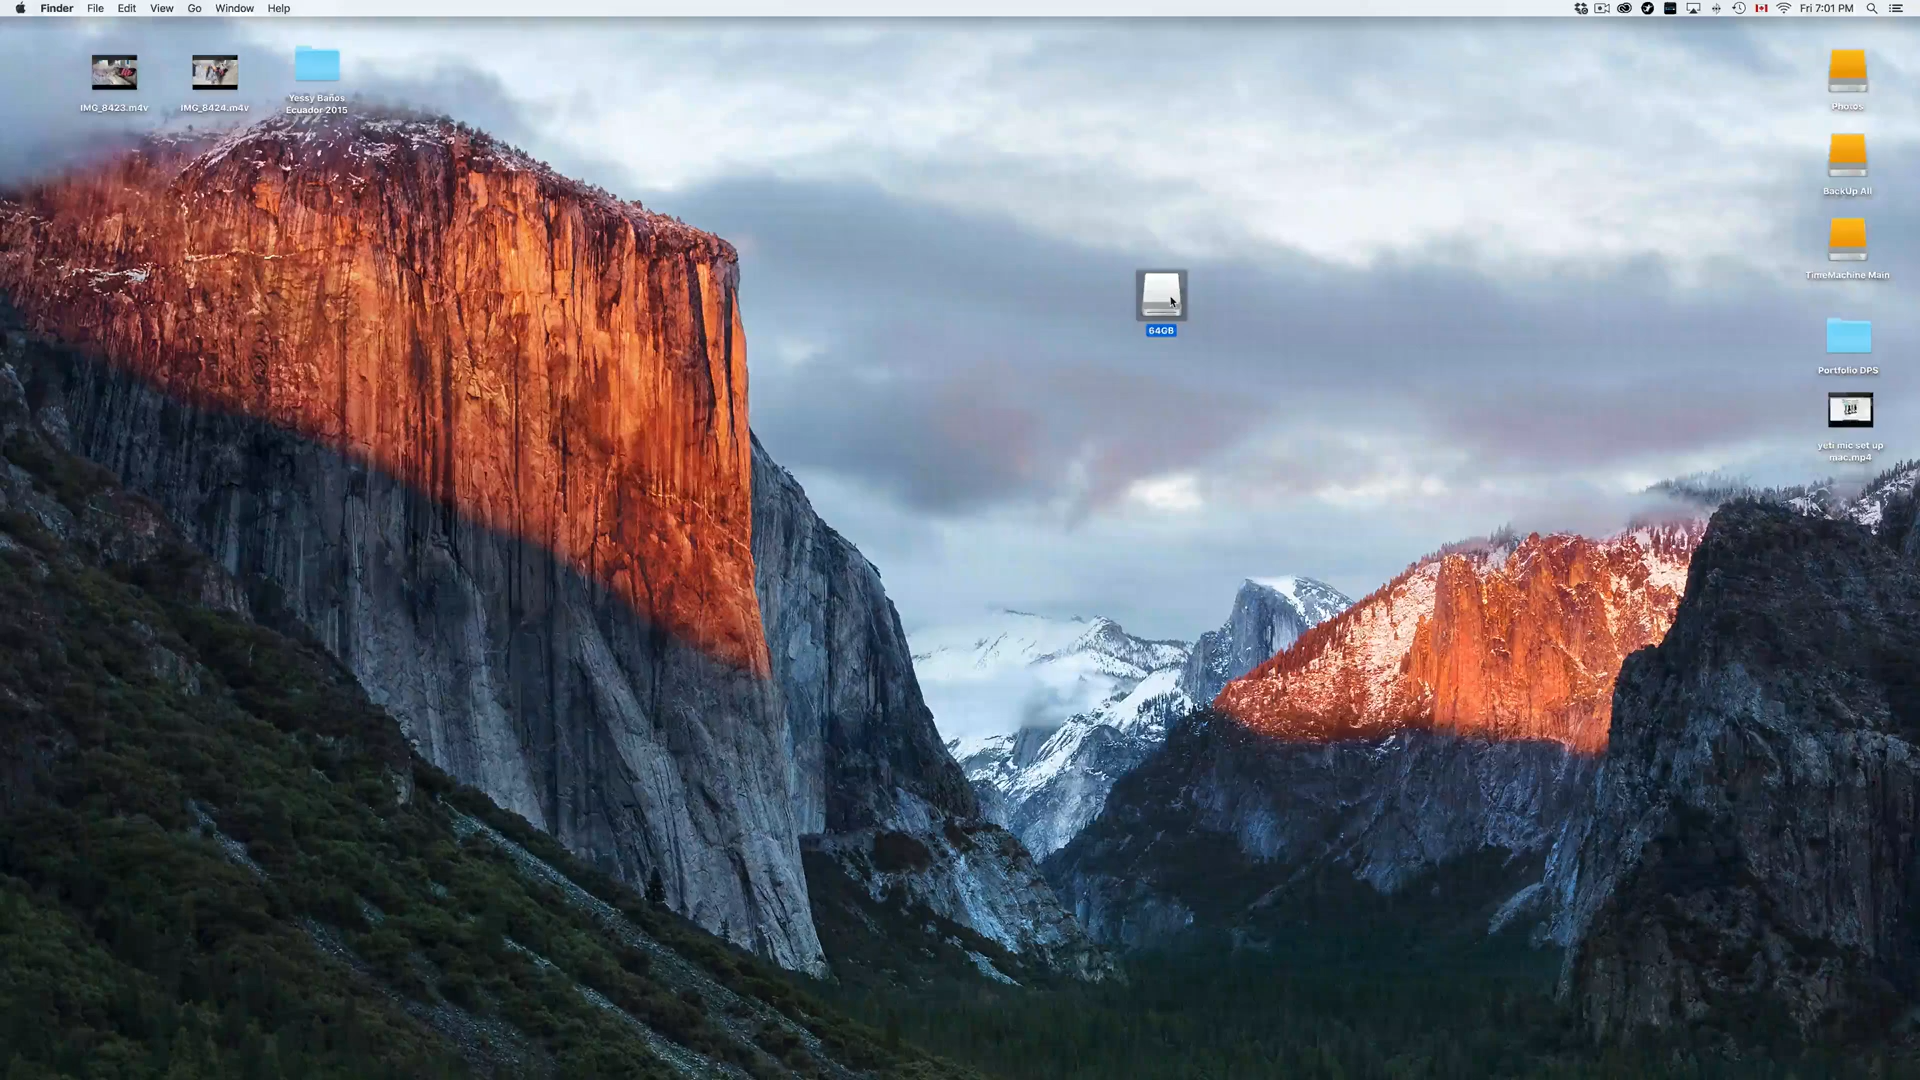 Finder File Edit View Go Window Help
Fri 7:01 PM
IMG_8423.m4v
IMG_8424.m4v
Yessy Baños
Ecuador 2015
64GB
Photos
BackUp All
TimeMachine Main
Portfolio DPS
yeti mic set up
mac.mp4